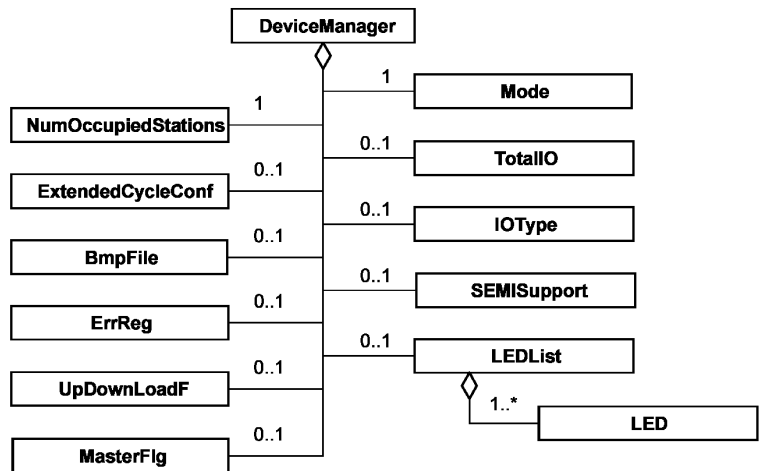 DeviceManager
1
Mode
1
NumOccupiedStations
0..1
TotalIO
0..1
ExtendedCycleConf
0..1
IOType
0..1
BmpFile
0..1
SEMISupport
0..1
ErrReg
0..1
LEDList
0..1
UpDownLoadF
1..*
LED
0..1
MasterFlg